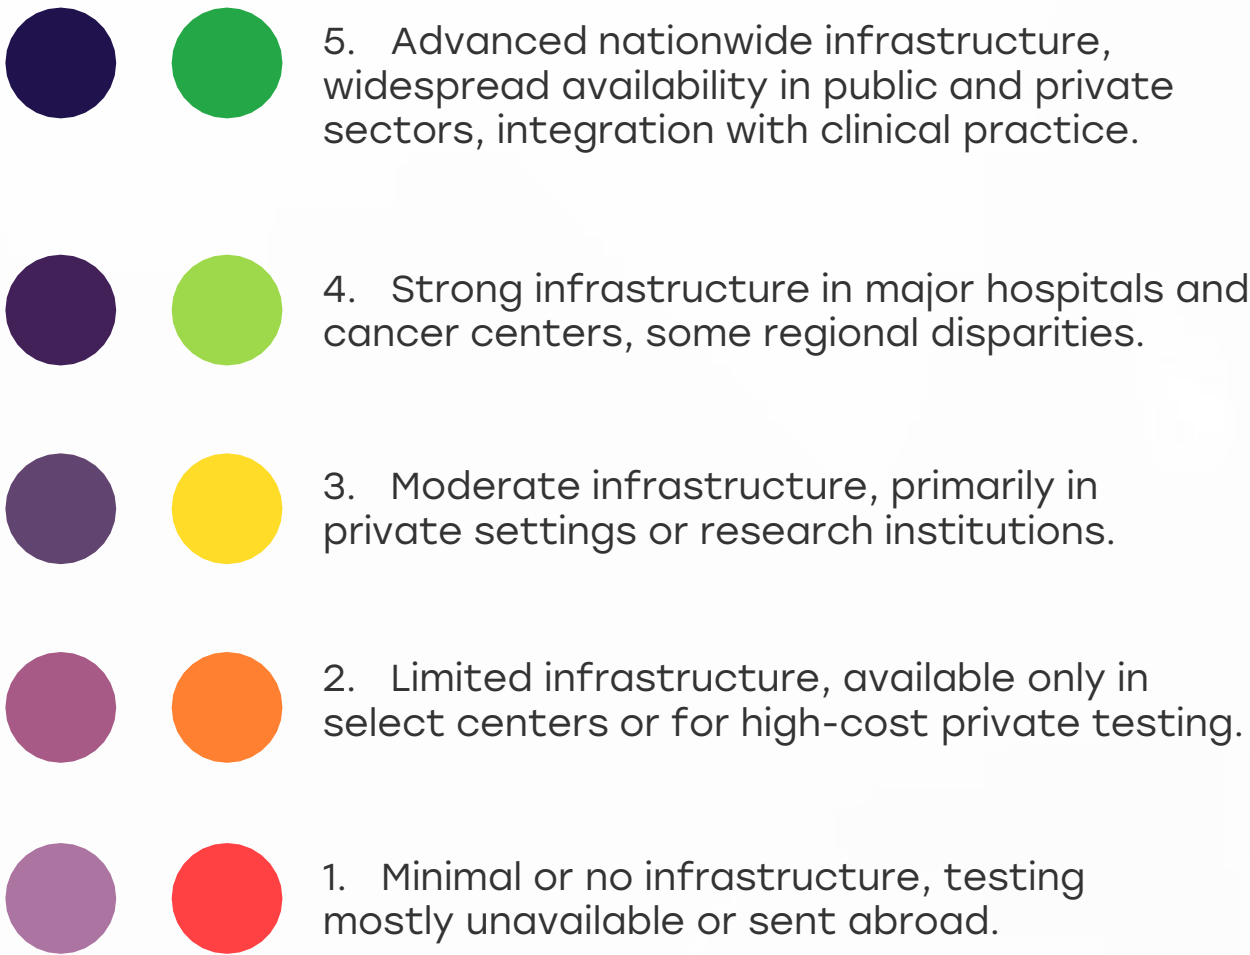 5. Advanced nationwide infrastructure,
widespread availability in public and private
sectors, integration with clinical practice.
4. Strong infrastructure in major hospitals and
cancer centers, some regional disparities.
3. Moderate infrastructure, primarily in
private settings or research institutions.
2. Limited infrastructure, available only in
select centers or for high-cost private testing.
1. Minimal or no infrastructure, testing
mostly unavailable or sent abroad.